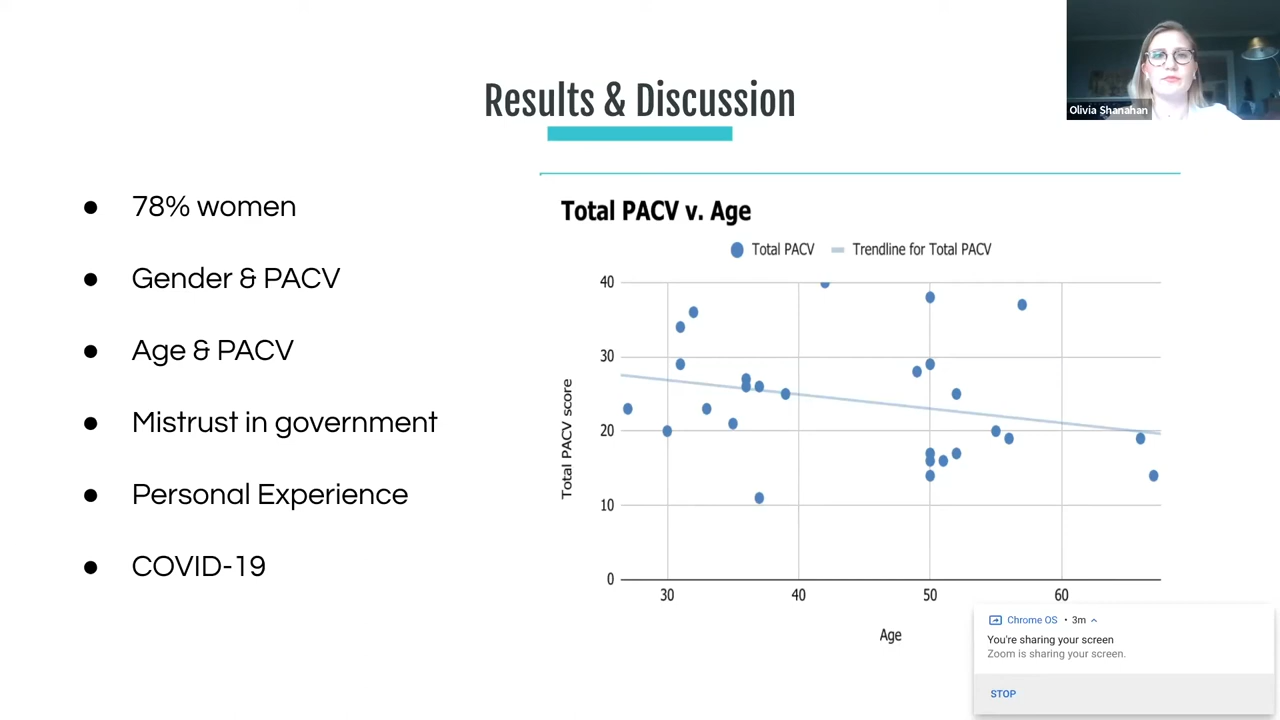 Olivia Shanahan
Results & Discussion
● 78% women
● Gender & PACV
● Age & PACV
● Mistrust in government
● Personal Experience
● COVID-19
Total PACV v. Age
Total PACV Trendline for Total PACV
Total PACV score
40
30
20
10
0
30 40 50 60
Age
Chrome OS • 3m
You're sharing your screen
Zoom is sharing your screen.
STOP